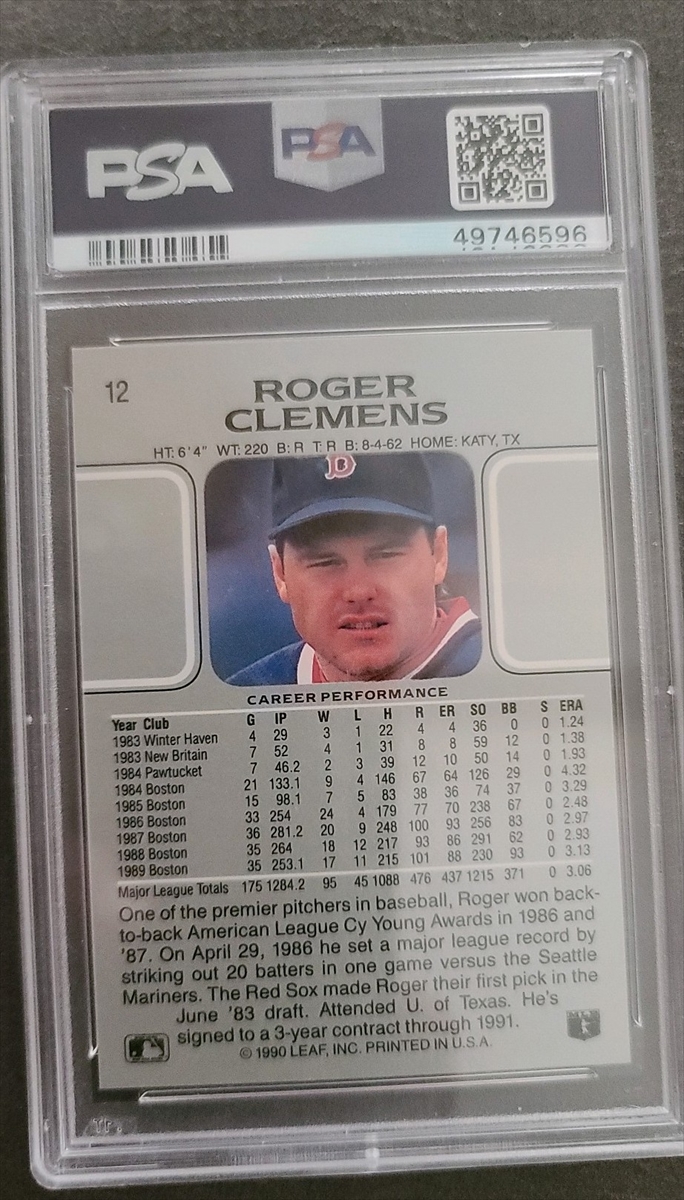 PSA
PSA
49746596
12
ROGER
CLEMENS
HT: 6'4" WT: 220 B: R T: R B: 8-4-62 HOME: KATY, TX
B
CAREER PERFORMANCE
Year Club G IP W L H R ER SO BB S ERA
1983 Winter Haven 4 29 3 1 22 4 4 36 0 0 1.24
1983 New Britain 7 52 4 1 31 8 8 59 12 0 1.38
1984 Pawtucket 7 46.2 2 3 39 12 10 50 14 0 1.93
1984 Boston 21 133.1 9 4 146 67 64 126 29 0 4.32
1985 Boston 15 98.1 7 5 83 38 36 74 37 0 3.29
1986 Boston 33 254 24 4 179 77 70 238 67 0 2.48
1987 Boston 36 281.2 20 9 248 100 93 256 83 0 2.97
1988 Boston 35 264 18 12 217 93 86 291 62 0 2.93
1989 Boston 35 253.1 17 11 215 101 88 230 93 0 3.13
Major League Totals 175 1284.2 95 45 1088 476 437 1215 371 0 3.06
One of the premier pitchers in baseball, Roger won back-
to-back American League Cy Young Awards in 1986 and
'87. On April 29, 1986 he set a major league record by
striking out 20 batters in one game versus the Seattle
Mariners. The Red Sox made Roger their first pick in the
June '83 draft. Attended U. of Texas. He's
signed to a 3-year contract through 1991.
© 1990 LEAF, INC. PRINTED IN U.S.A.